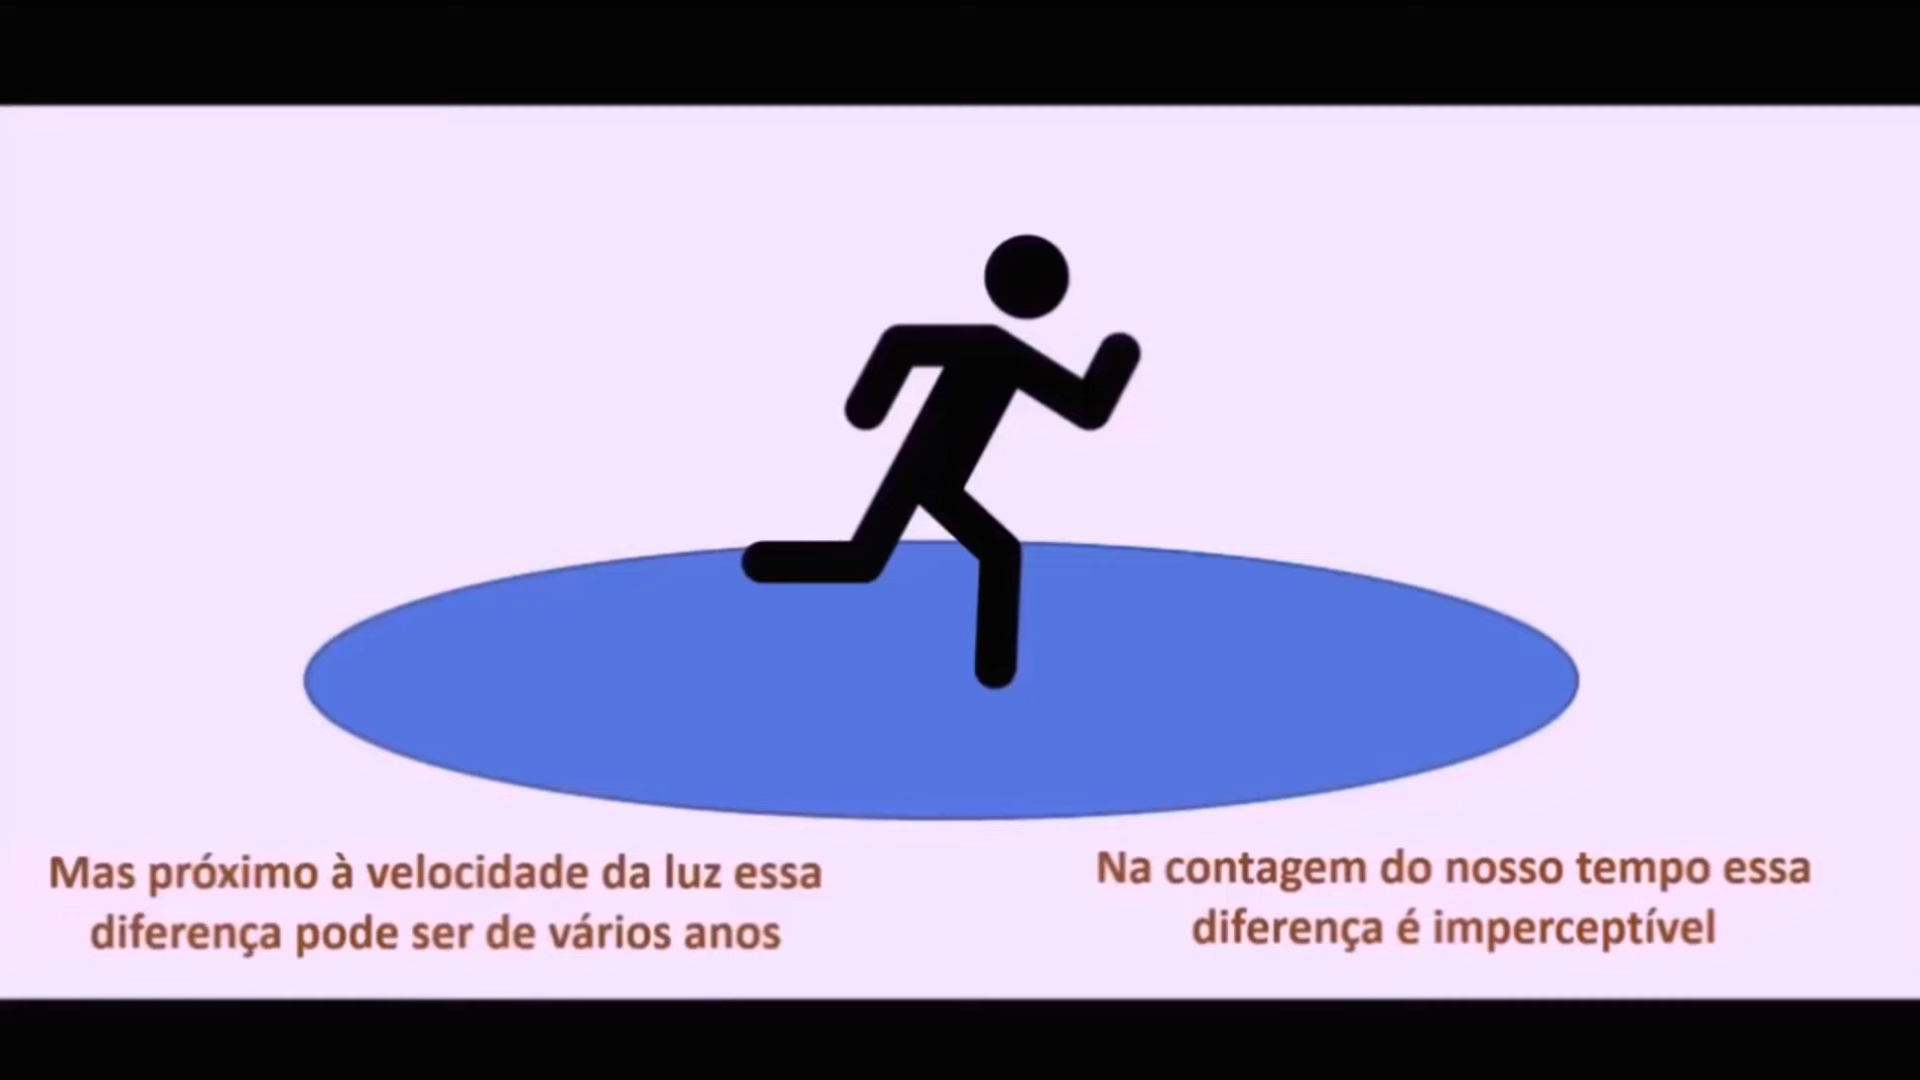 Mas próximo à velocidade da luz essa
diferença pode ser de vários anos
Na contagem do nosso tempo essa
diferença é imperceptível